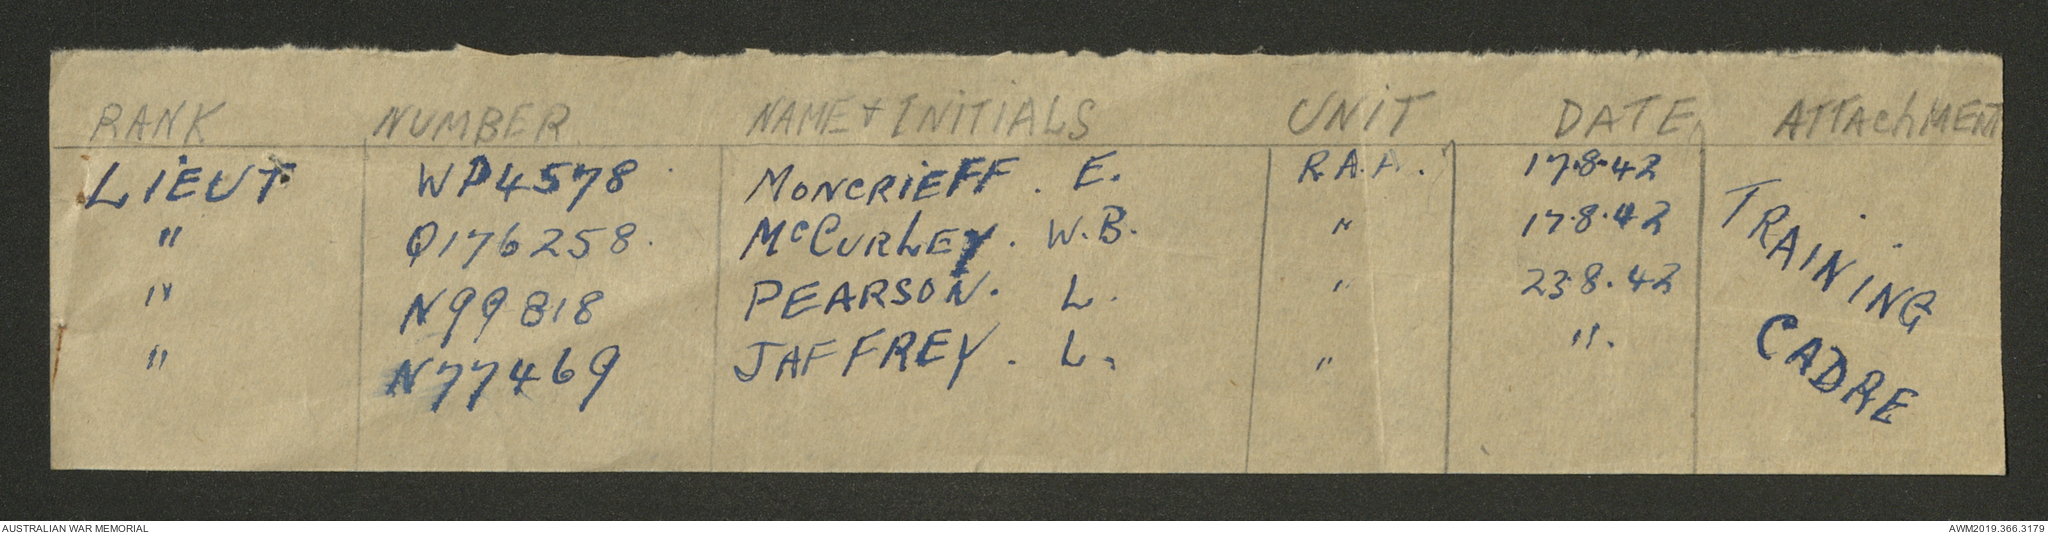 RANK NUMBER NAME + INITIALS UNIT DATE ATTACHMENT
LIEUT WP4578 MONCRIEFF. E. R.A.A. 17.8.42 TRAINING CADRE
" Q176258. McCURLEY. W.B. " 17.8.42
" N99818 PEARSON. L. " 23.8.42
" N77469 JAFFREY. L. " ".
AUSTRALIAN WAR MEMORIAL AWM2019.366.3179